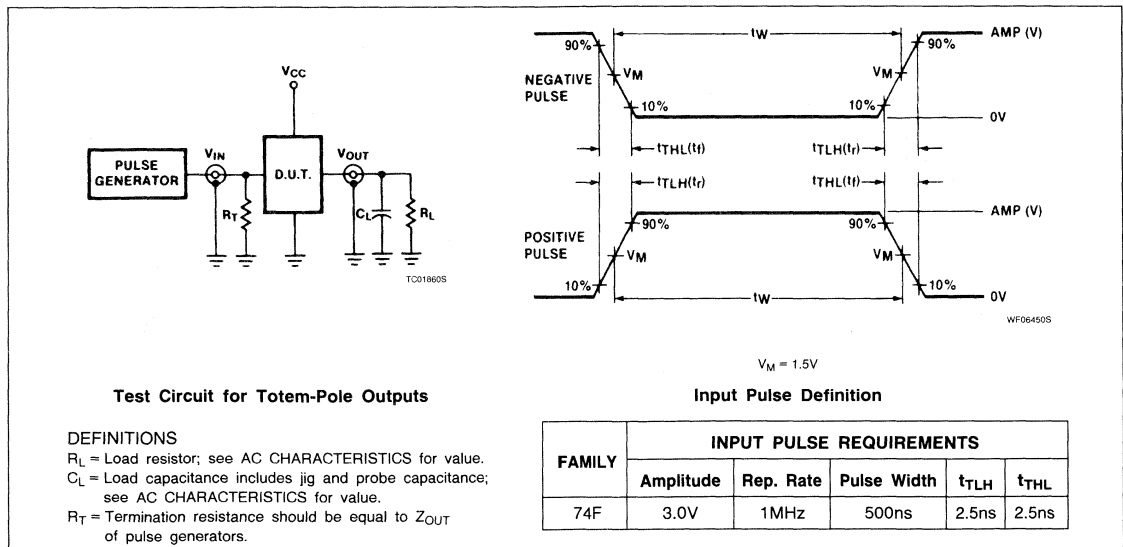 VCC
PULSE
GENERATOR
VIN
RT
D.U.T.
VOUT
CL
RL
TC01860S
Test Circuit for Totem-Pole Outputs
DEFINITIONS
RL = Load resistor; see AC CHARACTERISTICS for value.
CL = Load capacitance includes jig and probe capacitance;
see AC CHARACTERISTICS for value.
RT = Termination resistance should be equal to ZOUT
of pulse generators.
90% tW 90% AMP (V)
NEGATIVE
PULSE
VM VM
10% 10%
0V
tTHL(tf) tTLH(tr)
tTLH(tr) tTHL(tf)
AMP (V)
90% 90%
POSITIVE
PULSE
VM VM
10% tW 10% 0V
WF06450S
VM = 1.5V
Input Pulse Definition
FAMILY INPUT PULSE REQUIREMENTS
Amplitude Rep. Rate Pulse Width tTLH tTHL
74F 3.0V 1MHz 500ns 2.5ns 2.5ns